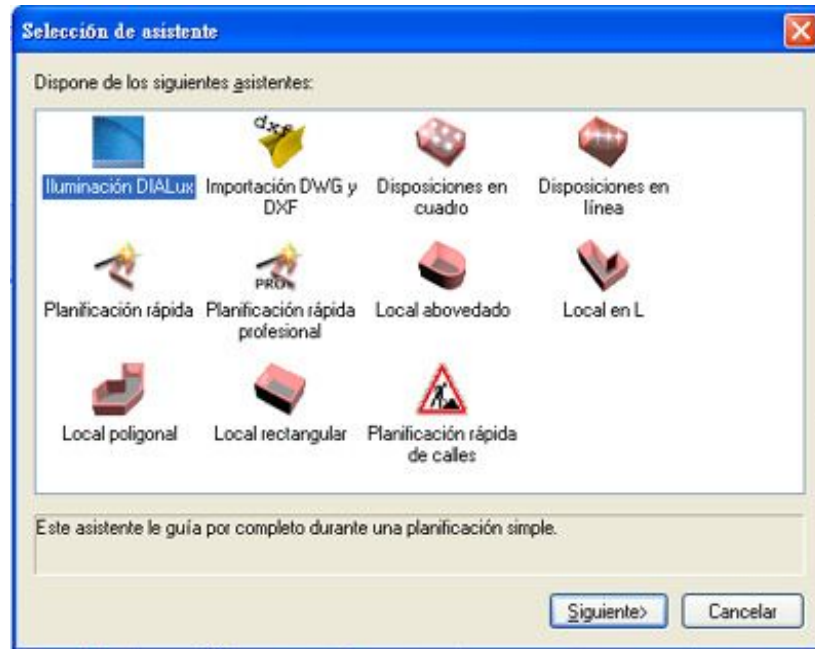 Selección de asistente
Dispone de los siguientes asistentes:
dxf
Iluminación DIALux
Importación DWG y
DXF
Disposiciones en
cuadro
Disposiciones en
línea
PRO
Planificación rápida
Planificación rápida
profesional
Local abovedado
Local en L
Local poligonal
Local rectangular
Planificación rápida
de calles
Este asistente le guía por completo durante una planificación simple.
Siguiente>
Cancelar